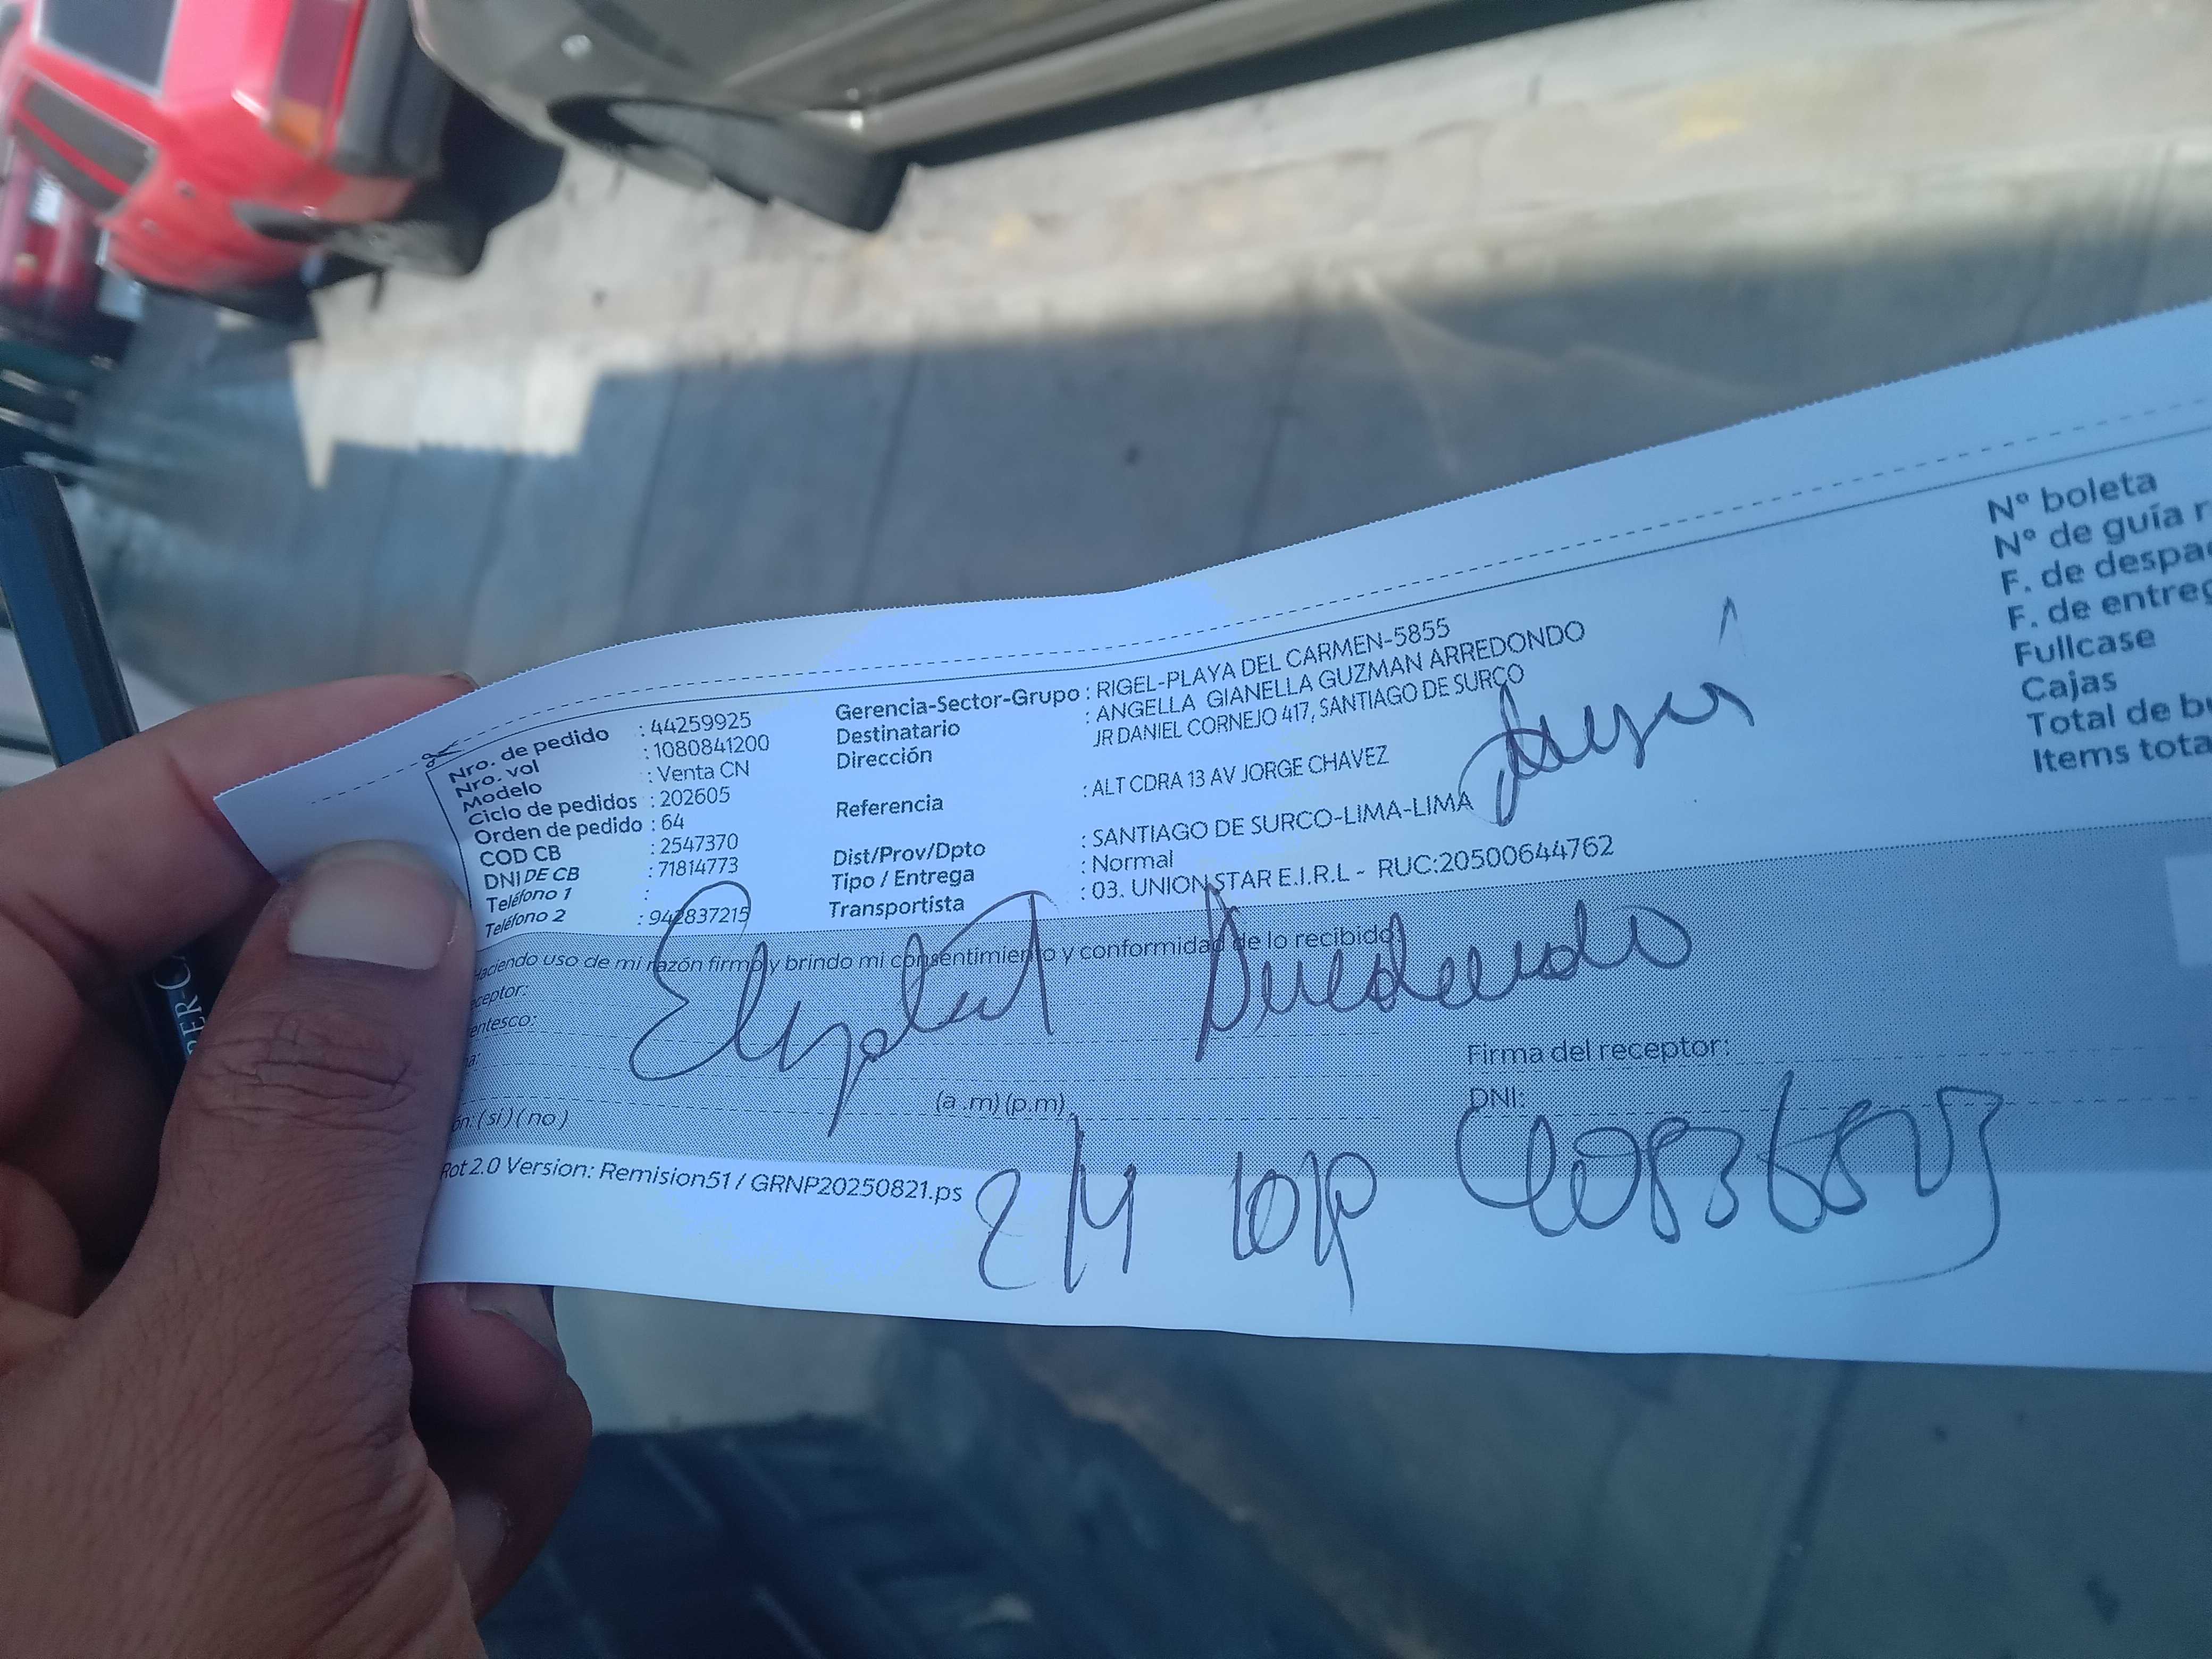 Nro. de pedido : 44259925
Nro. vol : 1080841200
Modelo : Venta CN
Ciclo de pedidos : 202605
Orden de pedido : 64
COD CB : 2547370
DNI DE CB : 71814773
Teléfono 1 :
Teléfono 2 : 942837215
Gerencia-Sector-Grupo : RIGEL-PLAYA DEL CARMEN-5855
Destinatario : ANGELLA GIANELLA GUZMAN ARREDONDO
Dirección JR DANIEL CORNEJO 417, SANTIAGO DE SURCO
Referencia : ALT CDRA 13 AV JORGE CHAVEZ
Dist/Prov/Dpto : SANTIAGO DE SURCO-LIMA-LIMA
Tipo / Entrega : Normal
Transportista : 03. UNION STAR E.I.R.L - RUC:20500644762
N° boleta
N° de guía r
F. de despa
F. de entreg
Fullcase
Cajas
Total de bu
Items tota
Haciendo uso de mi razón firmo y brindo mi consentimiento y conformidad de lo recibido
eceptor:
entesco:
a:
(a .m) (p.m)
ón: ( si ) ( no )
Firma del receptor:
DNI:
Rot 2.0 Version: Remision51 / GRNP20250821.ps